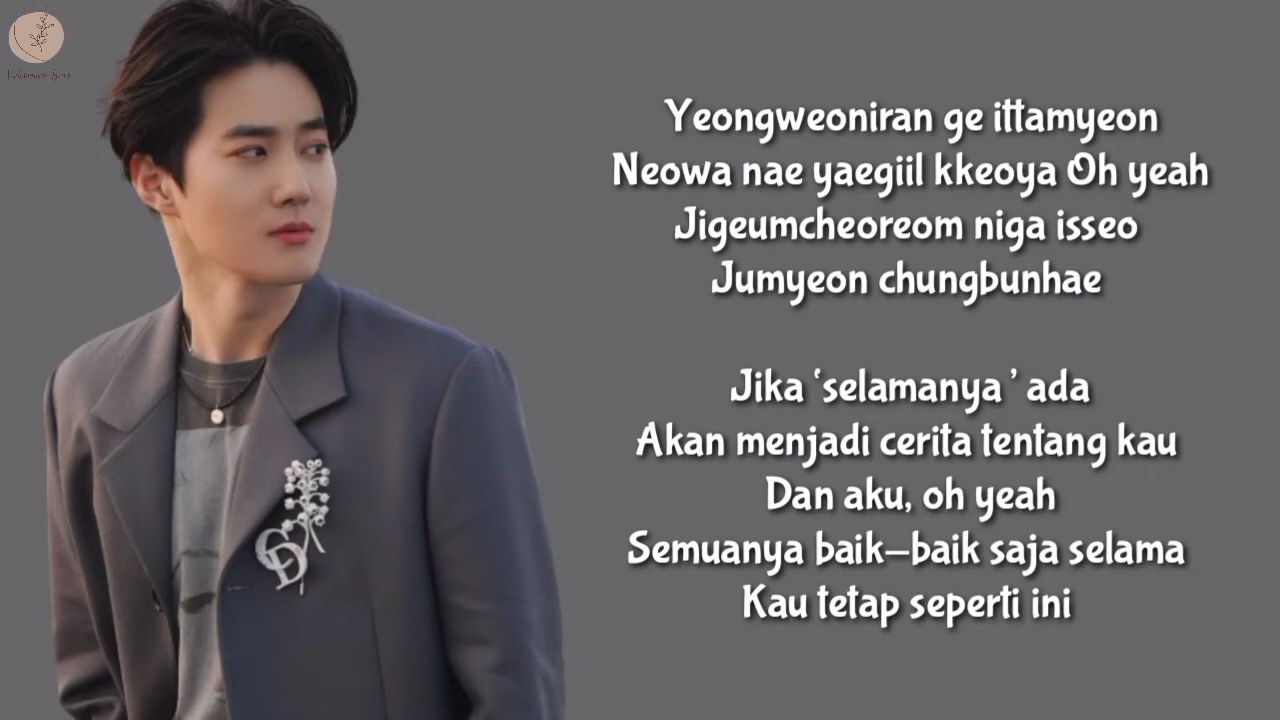 Yeongweoniran ge ittamyeon
Neowa nae yaegiil kkeoya Oh yeah
Jigeumcheoreom niga isseo
Jumyeon chungbunhae
Jika ‘selamanya ’ ada
Akan menjadi cerita tentang kau
Dan aku, oh yeah
Semuanya baik-baik saja selama
Kau tetap seperti ini
CD